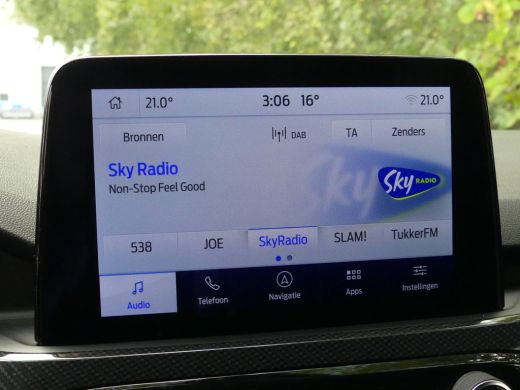 21.0° 3:06 16° 21.0°
Bronnen DAB TA Zenders
Sky Radio
Non-Stop Feel Good
Sky RADIO
538 JOE SkyRadio SLAM! TukkerFM
Audio Telefoon Navigatie Apps Instellingen